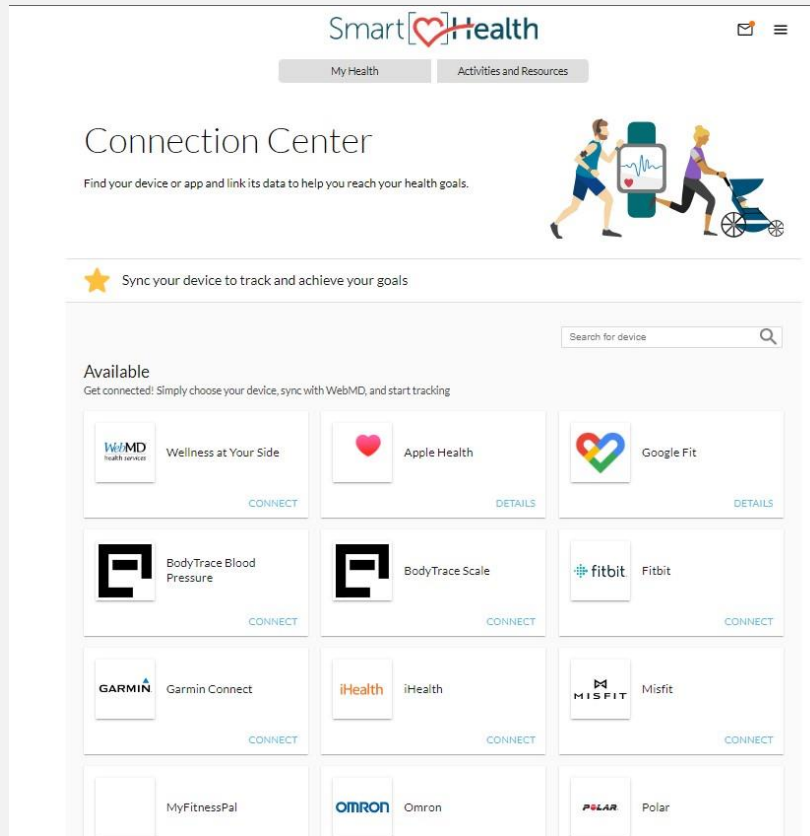 Smart[ ]Health
My Health
Activities and Resources
Connection Center
Find your device or app and link its data to help you reach your health goals.
Sync your device to track and achieve your goals
Search for device
Available
Get connected! Simply choose your device, sync with WebMD, and start tracking
WebMD
health services
Wellness at Your Side
CONNECT
Apple Health
DETAILS
Google Fit
DETAILS
BodyTrace Blood
Pressure
CONNECT
BodyTrace Scale
CONNECT
fitbit
Fitbit
CONNECT
GARMIN
Garmin Connect
CONNECT
iHealth
iHealth
CONNECT
MISFIT
Misfit
CONNECT
MyFitnessPal
OMRON
Omron
POLAR
Polar